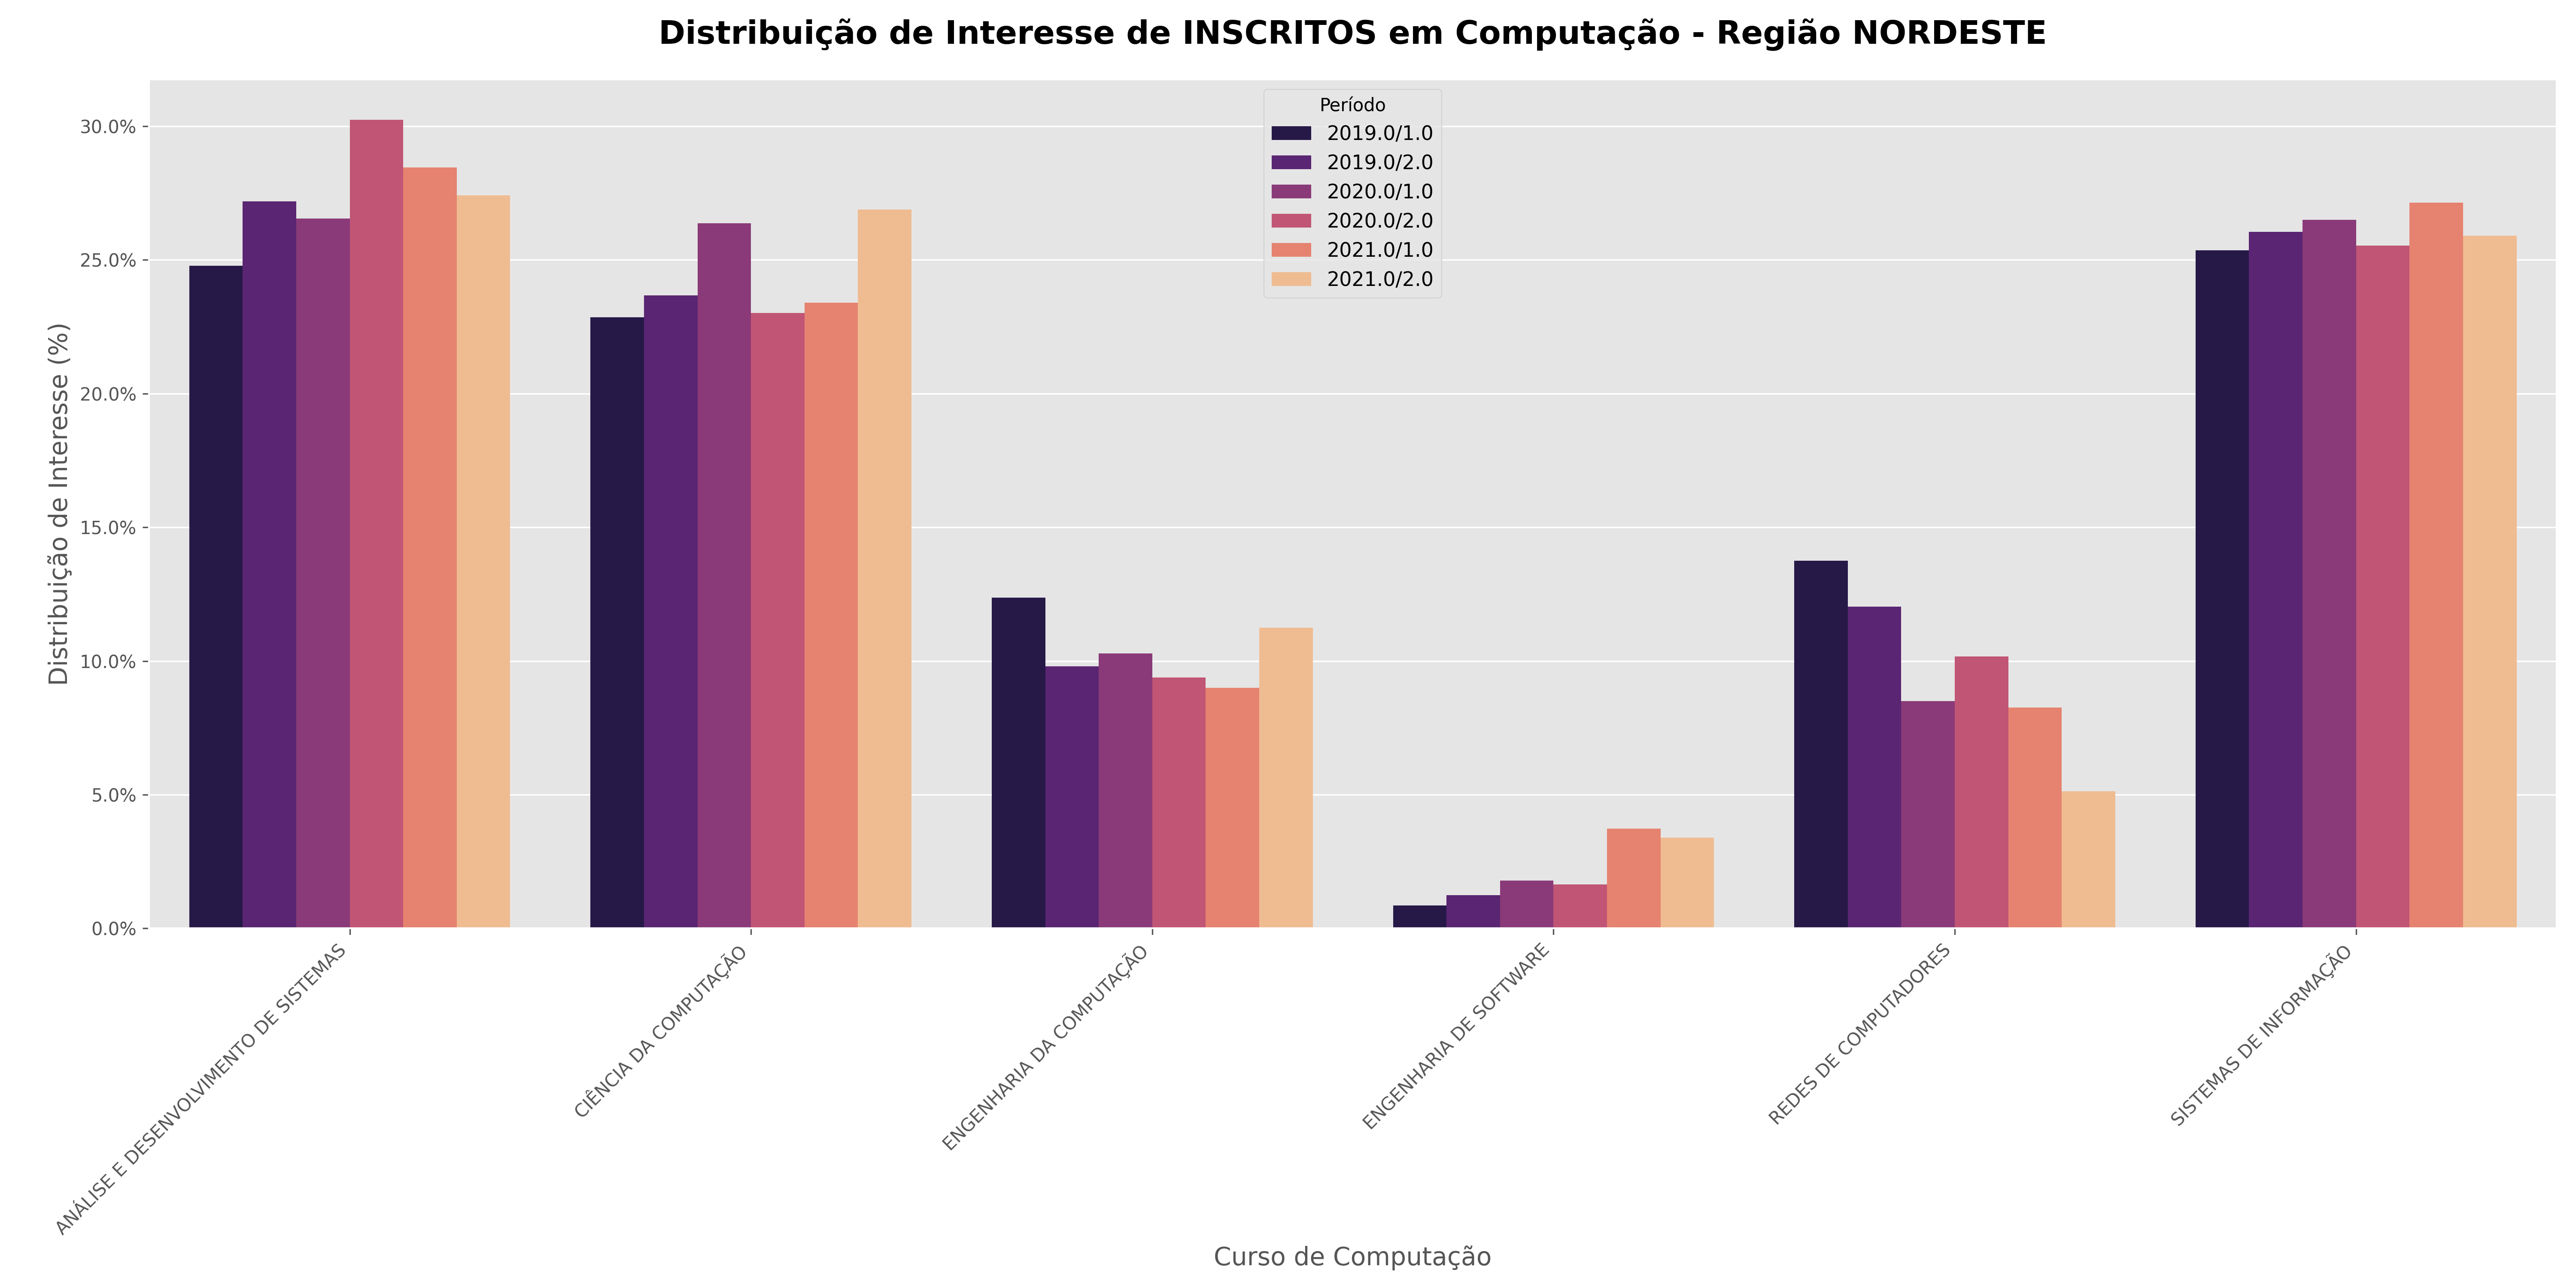 Distribuição de Interesse de INSCRITOS em Computação - Região NORDESTE
Período
2019.0/1.0
2019.0/2.0
2020.0/1.0
2020.0/2.0
2021.0/1.0
2021.0/2.0
Distribuição de Interesse (%)
30.0%
25.0%
20.0%
15.0%
10.0%
5.0%
0.0%
ANÁLISE E DESENVOLVIMENTO DE SISTEMAS
CIÊNCIA DA COMPUTAÇÃO
ENGENHARIA DA COMPUTAÇÃO
ENGENHARIA DE SOFTWARE
REDES DE COMPUTADORES
SISTEMAS DE INFORMAÇÃO
Curso de Computação